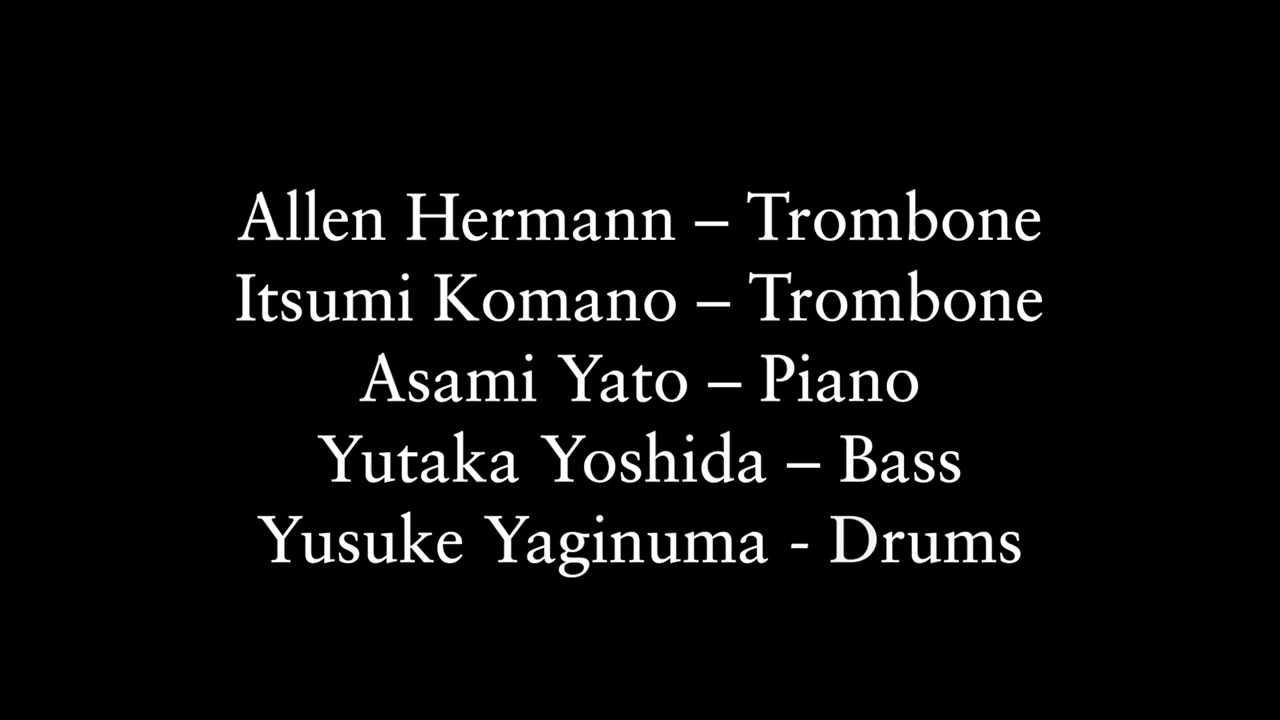 Allen Hermann – Trombone
Itsumi Komano – Trombone
Asami Yato – Piano
Yutaka Yoshida – Bass
Yusuke Yaginuma - Drums